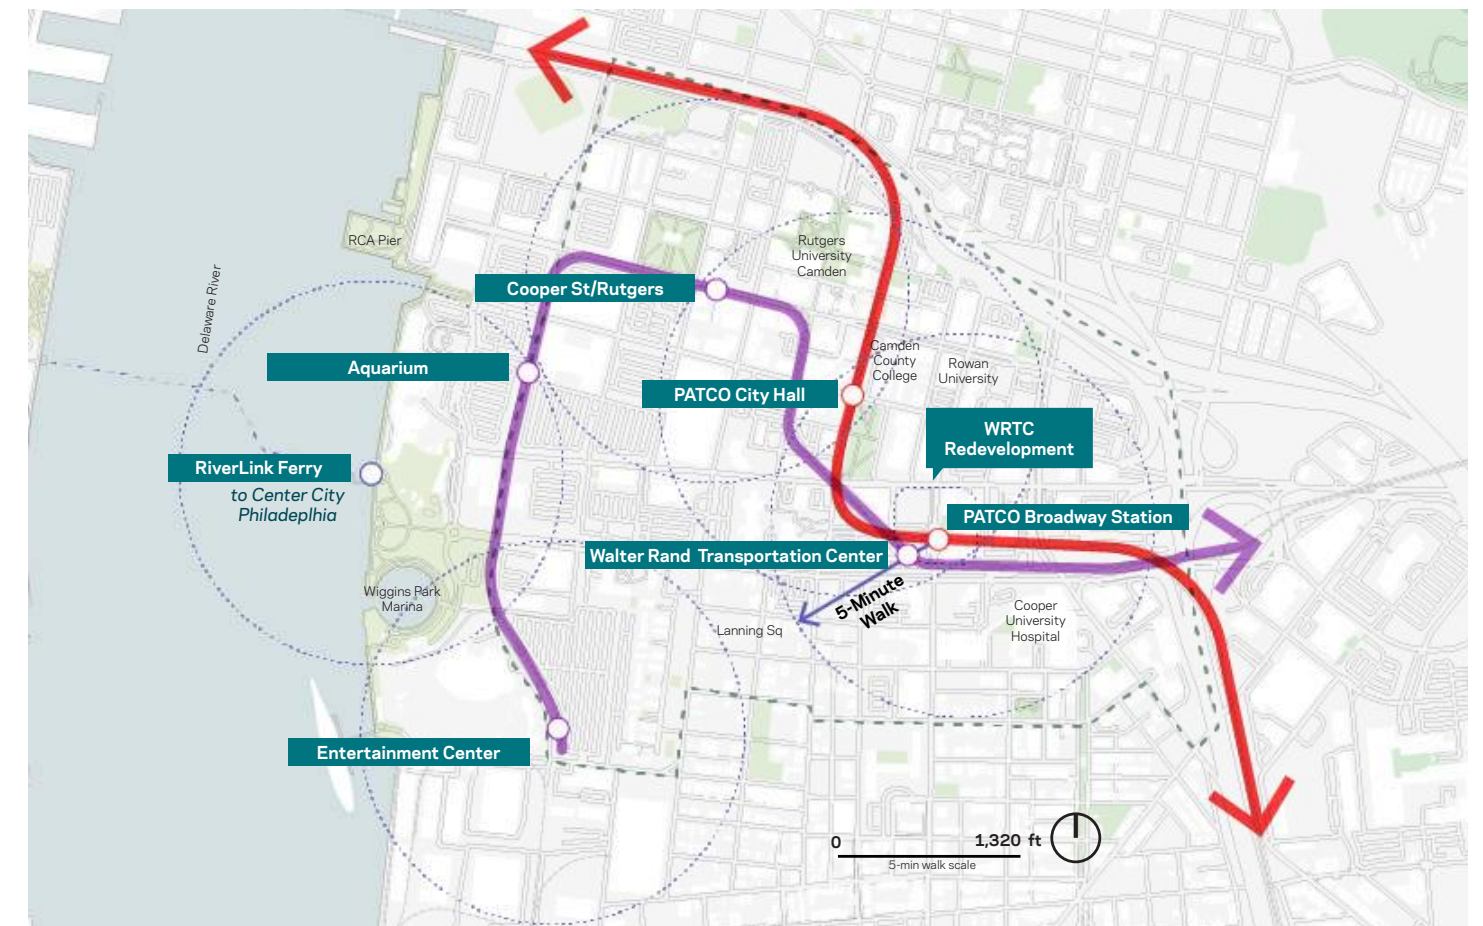 RCA Pier
Rutgers
University
Camden
Delaware River
Cooper St/Rutgers
Aquarium
Camden
County
College
Rowan
University
PATCO City Hall
WRTC
Redevelopment
RiverLink Ferry
to Center City
Philadeplhia
PATCO Broadway Station
Walter Rand Transportation Center
5-Minute
Walk
Wiggins Park
Marina
Cooper
University
Hospital
Lanning Sq
Entertainment Center
0 1,320 ft
5-min walk scale